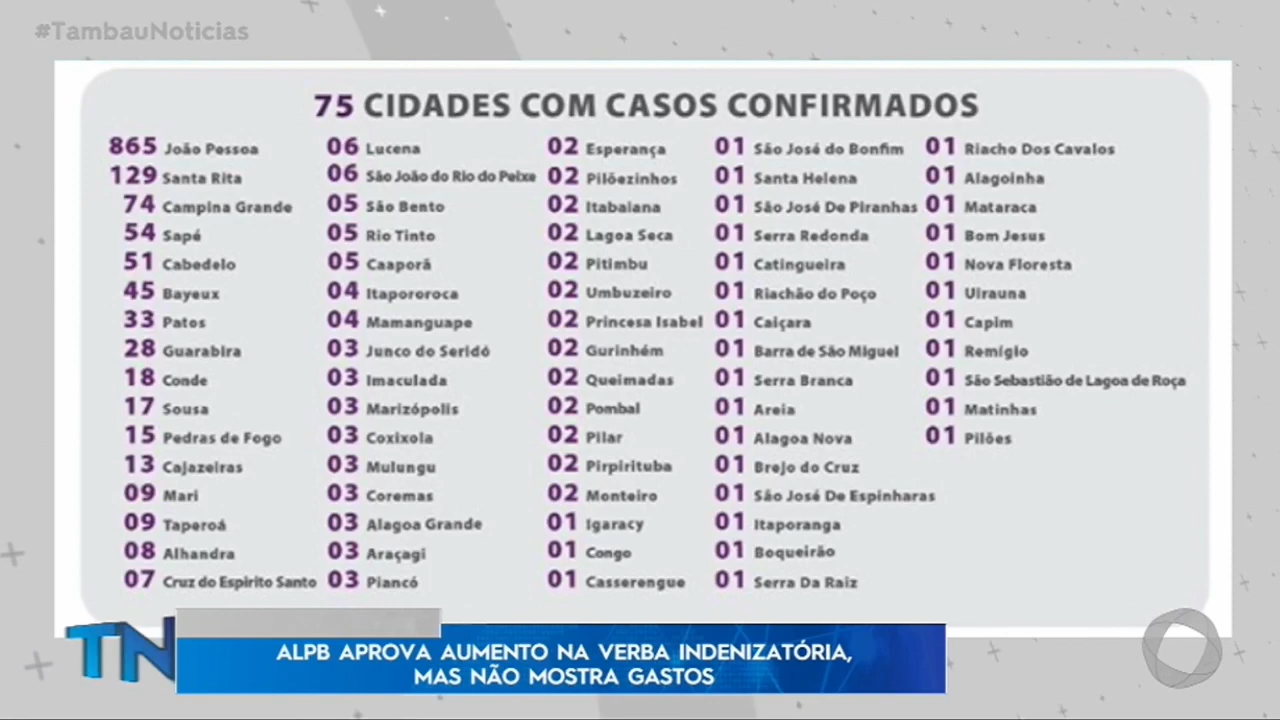 #TambauNoticias
75 CIDADES COM CASOS CONFIRMADOS
865 João Pessoa
129 Santa Rita
74 Campina Grande
54 Sapé
51 Cabedelo
45 Bayeux
33 Patos
28 Guarabira
18 Conde
17 Sousa
15 Pedras de Fogo
13 Cajazeiras
09 Mari
09 Taperoá
08 Alhandra
07 Cruz do Espírito Santo
06 Lucena
06 São João do Rio do Peixe
05 São Bento
05 Rio Tinto
05 Caaporã
04 Itapororoca
04 Mamanguape
03 Junco do Seridó
03 Imaculada
03 Marizópolis
03 Coxixola
03 Mulungu
03 Coremas
03 Alagoa Grande
03 Araçagi
03 Piancó
02 Esperança
02 Pilõezinhos
02 Itabaiana
02 Lagoa Seca
02 Pitimbu
02 Umbuzeiro
02 Princesa Isabel
02 Gurinhém
02 Queimadas
02 Pombal
02 Pilar
02 Pirpirituba
02 Monteiro
01 Igaracy
01 Congo
01 Casserengue
01 São José do Bonfim
01 Santa Helena
01 São José De Piranhas
01 Serra Redonda
01 Catingueira
01 Riachão do Poço
01 Caiçara
01 Barra de São Miguel
01 Serra Branca
01 Areia
01 Alagoa Nova
01 Brejo do Cruz
01 São José De Espinharas
01 Itaporanga
01 Boqueirão
01 Serra Da Raiz
01 Riacho Dos Cavalos
01 Alagoinha
01 Mataraca
01 Bom Jesus
01 Nova Floresta
01 Uirauna
01 Capim
01 Remígio
01 São Sebastião de Lagoa de Roça
01 Matinhas
01 Pilões
TN
ALPB APROVA AUMENTO NA VERBA INDENIZATÓRIA,
MAS NÃO MOSTRA GASTOS